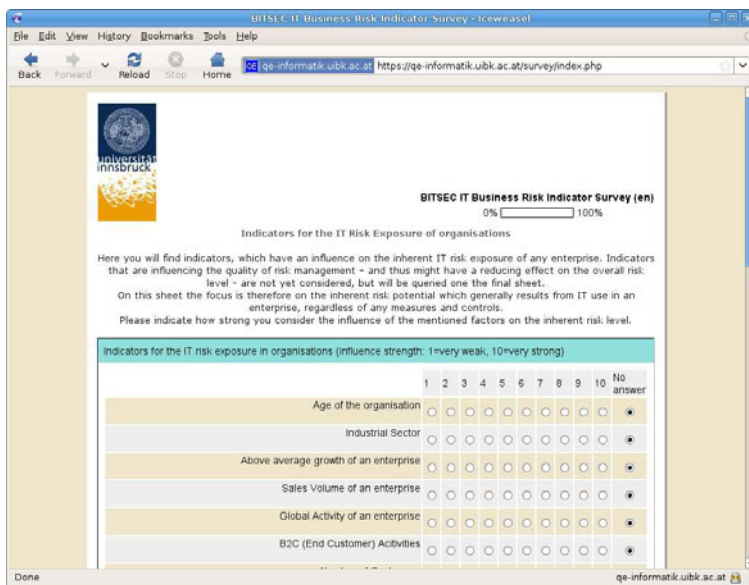 BITSEC IT Business Risk Indicator Survey - Iceweasel
File Edit View History Bookmarks Tools Help
Back Forward Reload Stop Home qe-informatik.uibk.ac.at https://qe-informatik.uibk.ac.at/survey/index.php
universität
innsbruck
BITSEC IT Business Risk Indicator Survey (en)
0% 100%
Indicators for the IT Risk Exposure of organisations
Here you will find indicators, which have an influence on the inherent IT risk exposure of any enterprise. Indicators
that are influencing the quality of risk management - and thus might have a reducing effect on the overall risk
level - are not yet considered, but will be queried one the final sheet.
On this sheet the focus is therefore on the inherent risk potential which generally results from IT use in an
enterprise, regardless of any measures and controls.
Please indicate how strong you consider the influence of the mentioned factors on the inherent risk level.
Indicators for the IT risk exposure in organisations (influence strength: 1=very weak, 10=very strong)
1 2 3 4 5 6 7 8 9 10 No
answer
Age of the organisation
Industrial Sector
Above average growth of an enterprise
Sales Volume of an enterprise
Global Activity of an enterprise
B2C (End Customer) Acitivities
Done qe-informatik.uibk.ac.at